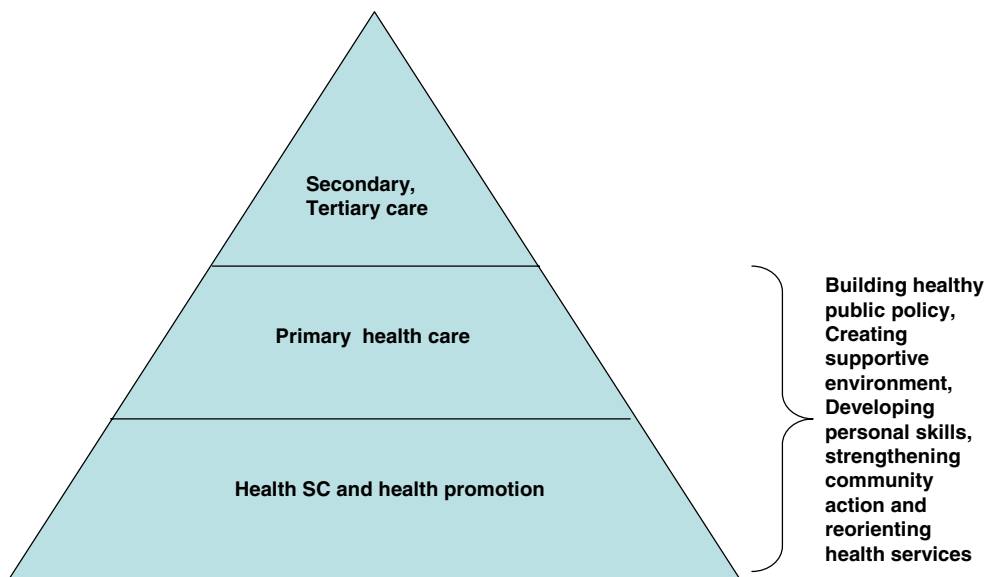 Secondary,
Tertiary care
Primary health care
Health SC and health promotion
Building healthy
public policy,
Creating
supportive
environment,
Developing
personal skills,
strengthening
community
action and
reorienting
health services